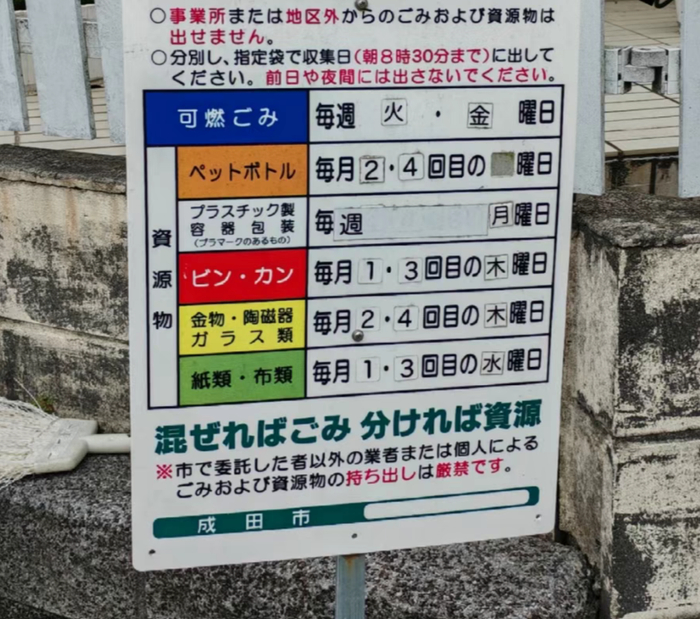 ○事業所または地区外からのごみおよび資源物は
出せません。
○分別し、指定袋で収集日(朝8時30分まで)に出して
ください。前日や夜間には出さないでください。
可燃ごみ 毎週 火・金 曜日
資源物
ペットボトル 毎月2・4回目の 曜日
プラスチック製
容器包装
(プラマークのあるもの)
毎週 月曜日
ビン・カン 毎月1・3回目の木曜日
金物・陶磁器
ガラス類
毎月2・4回目の木曜日
紙類・布類 毎月1・3回目の水曜日
混ぜればごみ 分ければ資源
※市で委託した者以外の業者または個人による
ごみおよび資源物の持ち出しは厳禁です。
成田市